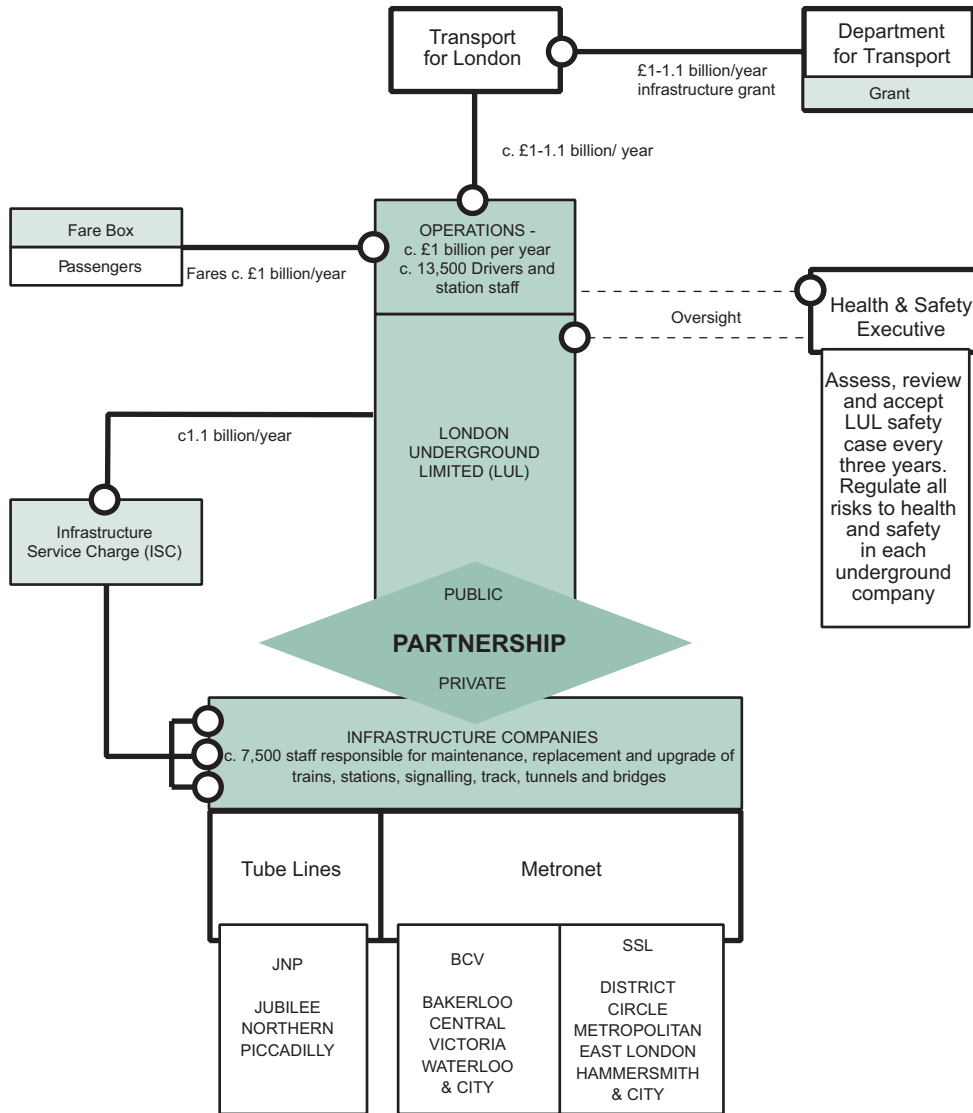 Transport
for London
Department
for Transport
Grant
£1-1.1 billion/year
infrastructure grant
c. £1-1.1 billion/ year
Fare Box
Passengers
Fares c. £1 billion/year
OPERATIONS -
c. £1 billion per year
c. 13,500 Drivers and
station staff
Oversight
Health & Safety
Executive
Assess, review
and accept
LUL safety
case every
three years.
Regulate all
risks to health
and safety
in each
underground
company
c1.1 billion/year
LONDON
UNDERGROUND
LIMITED (LUL)
Infrastructure
Service Charge (ISC)
PUBLIC
PARTNERSHIP
PRIVATE
INFRASTRUCTURE COMPANIES
c. 7,500 staff responsible for maintenance, replacement and upgrade of
trains, stations, signalling, track, tunnels and bridges
Tube Lines
Metronet
JNP
JUBILEE
NORTHERN
PICCADILLY
BCV
BAKERLOO
CENTRAL
VICTORIA
WATERLOO
& CITY
SSL
DISTRICT
CIRCLE
METROPOLITAN
EAST LONDON
HAMMERSMITH
& CITY